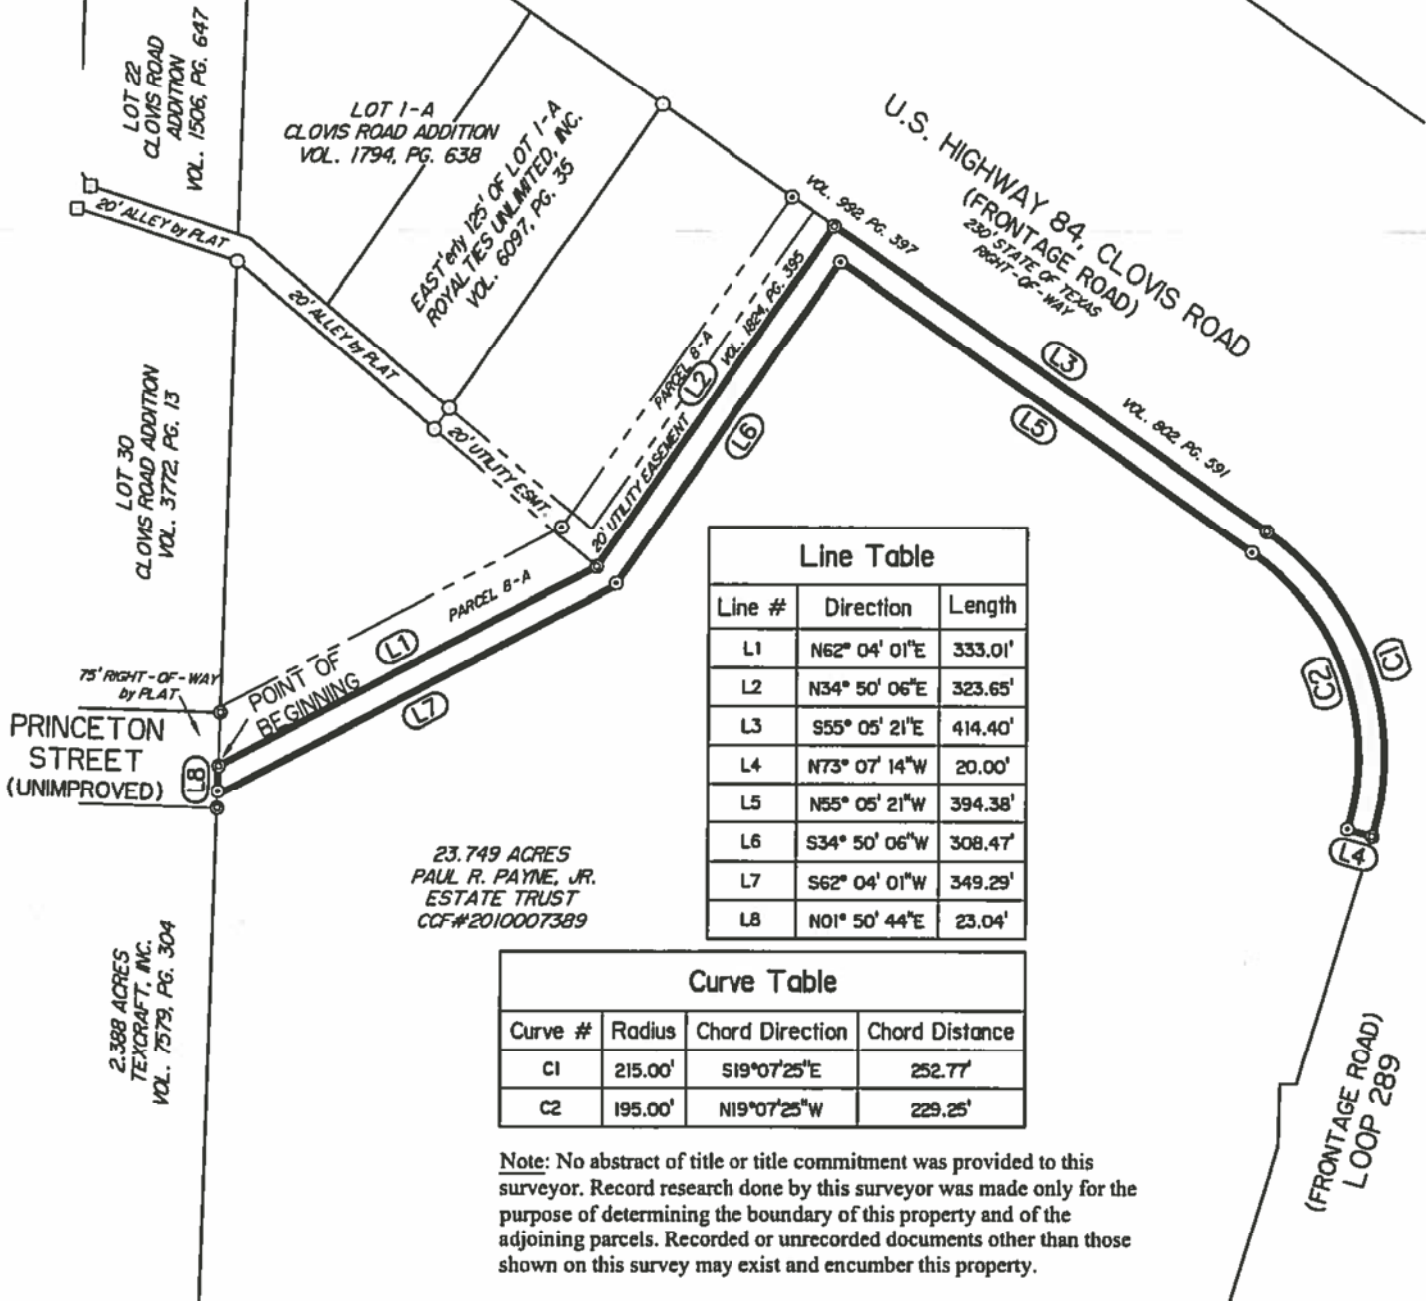 LOT 22
CLOVIS ROAD
ADDITION
VOL. 1506, PG. 647
LOT 1-A
CLOVIS ROAD ADDITION
VOL. 1794, PG. 638
EAST'erly 125' OF LOT 1-A
ROYALTIES UNLIMITED, INC.
VOL. 6097, PG. 35
U.S. HIGHWAY 84, CLOVIS ROAD
(FRONTAGE ROAD)
230' STATE OF TEXAS
RIGHT-OF-WAY
VOL. 992, PG. 397
20' ALLEY by PLAT
20' ALLEY by PLAT
PARCEL 8-A
VOL. 1824, PG. 395
L2
L3
L5
L6
VOL. 802 PG. 591
20' UTILITY ESMT.
20' UTILITY EASEMENT
LOT 30
CLOVIS ROAD ADDITION
VOL. 3772, PG. 13
PARCEL 8-A
L1
POINT OF
BEGINNING
L7
75' RIGHT-OF-WAY
by PLAT
PRINCETON
STREET
(UNIMPROVED)
L8
C1
C2
L4
Line Table
Line # Direction Length
L1 N62° 04' 01"E 333.01'
L2 N34° 50' 06"E 323.65'
L3 S55° 05' 21"E 414.40'
L4 N73° 07' 14"W 20.00'
L5 N55° 05' 21"W 394.38'
L6 S34° 50' 06"W 308.47'
L7 S62° 04' 01"W 349.29'
L8 N01° 50' 44"E 23.04'
23.749 ACRES
PAUL R. PAYNE, JR.
ESTATE TRUST
CCF#2010007389
2.388 ACRES
TEXCRAFT, INC.
VOL. 7579, PG. 304
Curve Table
Curve # Radius Chord Direction Chord Distance
C1 215.00' S19°07'25"E 252.77'
C2 195.00' N19°07'25"W 229.25'
(FRONTAGE ROAD)
LOOP 289
Note: No abstract of title or title commitment was provided to this
surveyor. Record research done by this surveyor was made only for the
purpose of determining the boundary of this property and of the
adjoining parcels. Recorded or unrecorded documents other than those
shown on this survey may exist and encumber this property.